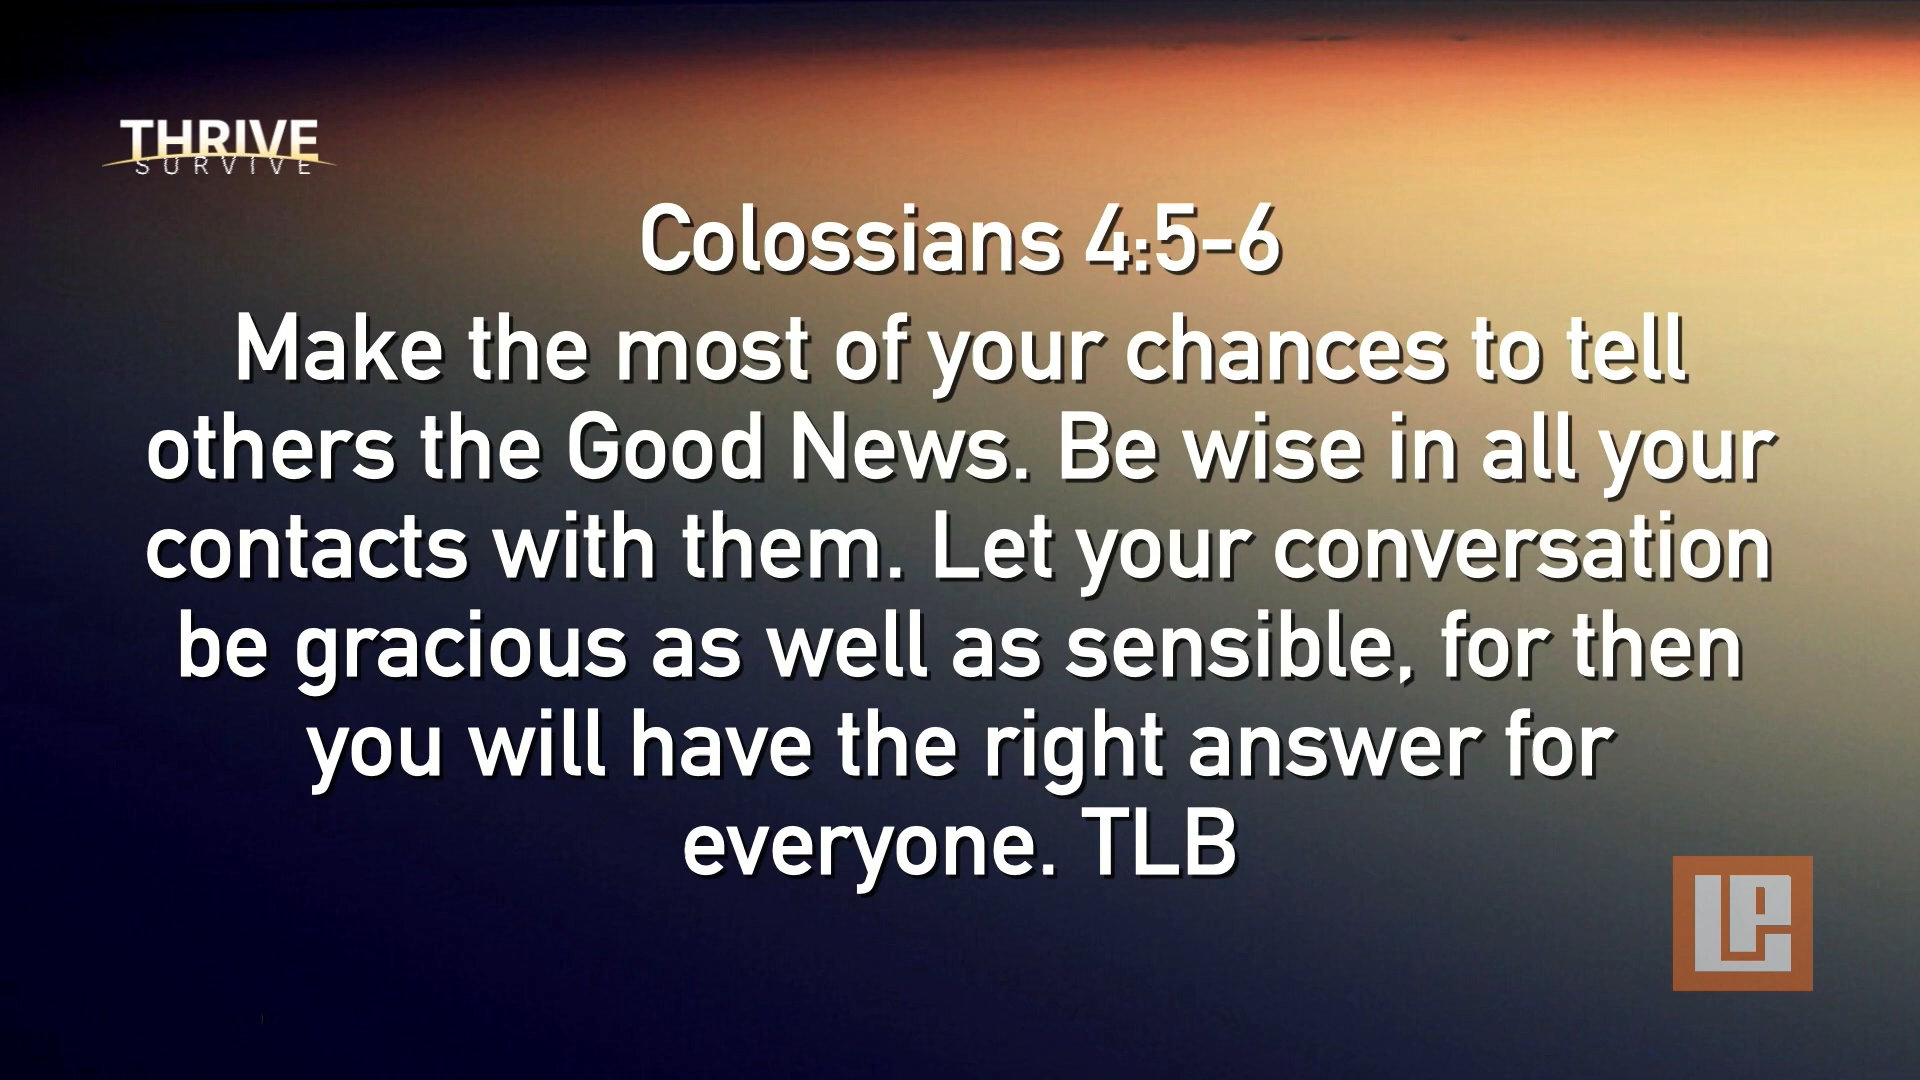 THRIVE
SURVIVE
Colossians 4:5-6
Make the most of your chances to tell
others the Good News. Be wise in all your
contacts with them. Let your conversation
be gracious as well as sensible, for then
you will have the right answer for
everyone. TLB
LP